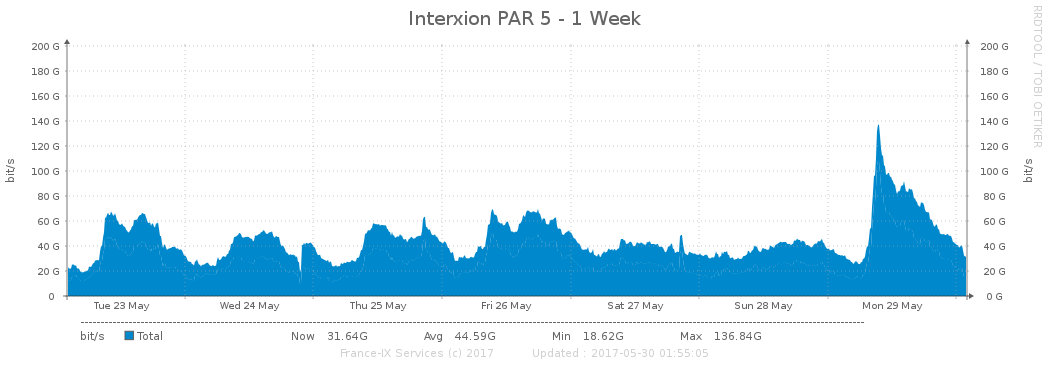 Interxion PAR 5 - 1 Week
RRDTOOL / TOBI OETIKER
200 G 200 G
180 G 180 G
160 G 160 G
140 G 140 G
120 G 120 G
100 G 100 G
80 G 80 G
60 G 60 G
40 G 40 G
20 G 20 G
0 0 G
bit/s bit/s
Tue 23 May Wed 24 May Thu 25 May Fri 26 May Sat 27 May Sun 28 May Mon 29 May
bit/s Total Now 31.64G Avg 44.59G Min 18.62G Max 136.84G
France-IX Services (c) 2017 Updated : 2017-05-30 01:55:05